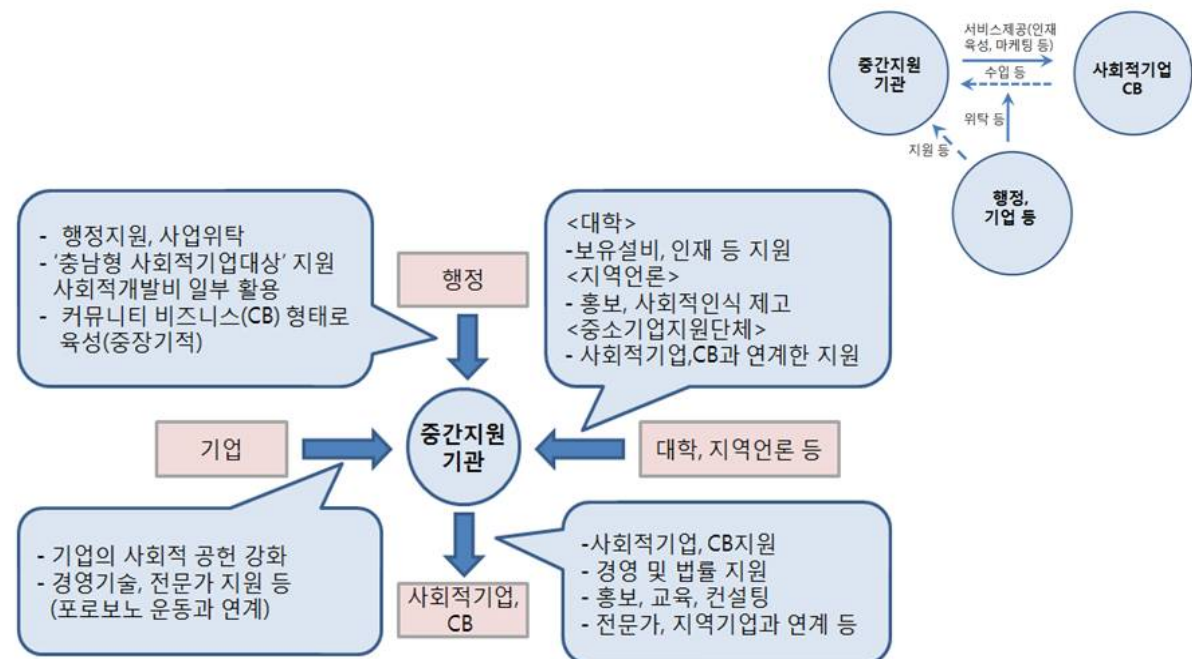 서비스제공(인재
육성, 마케팅 등)
중간지원
기관
수입 등
사회적기업
CB
위탁 등
지원 등
행정,
기업 등
- 행정지원, 사업위탁
- '충남형 사회적기업대상' 지원
사회적개발비 일부 활용
- 커뮤니티 비즈니스(CB) 형태로
육성(중장기적)
행정
<대학>
-보유설비, 인재 등 지원
<지역언론>
- 홍보, 사회적인식 제고
<중소기업지원단체>
- 사회적기업,CB과 연계한 지원
기업
중간지원
기관
대학, 지역언론 등
- 기업의 사회적 공헌 강화
- 경영기술, 전문가 지원 등
(포로보노 운동과 연계)
사회적기업,
CB
-사회적기업, CB지원
- 경영 및 법률 지원
- 홍보, 교육, 컨설팅
- 전문가, 지역기업과 연계 등